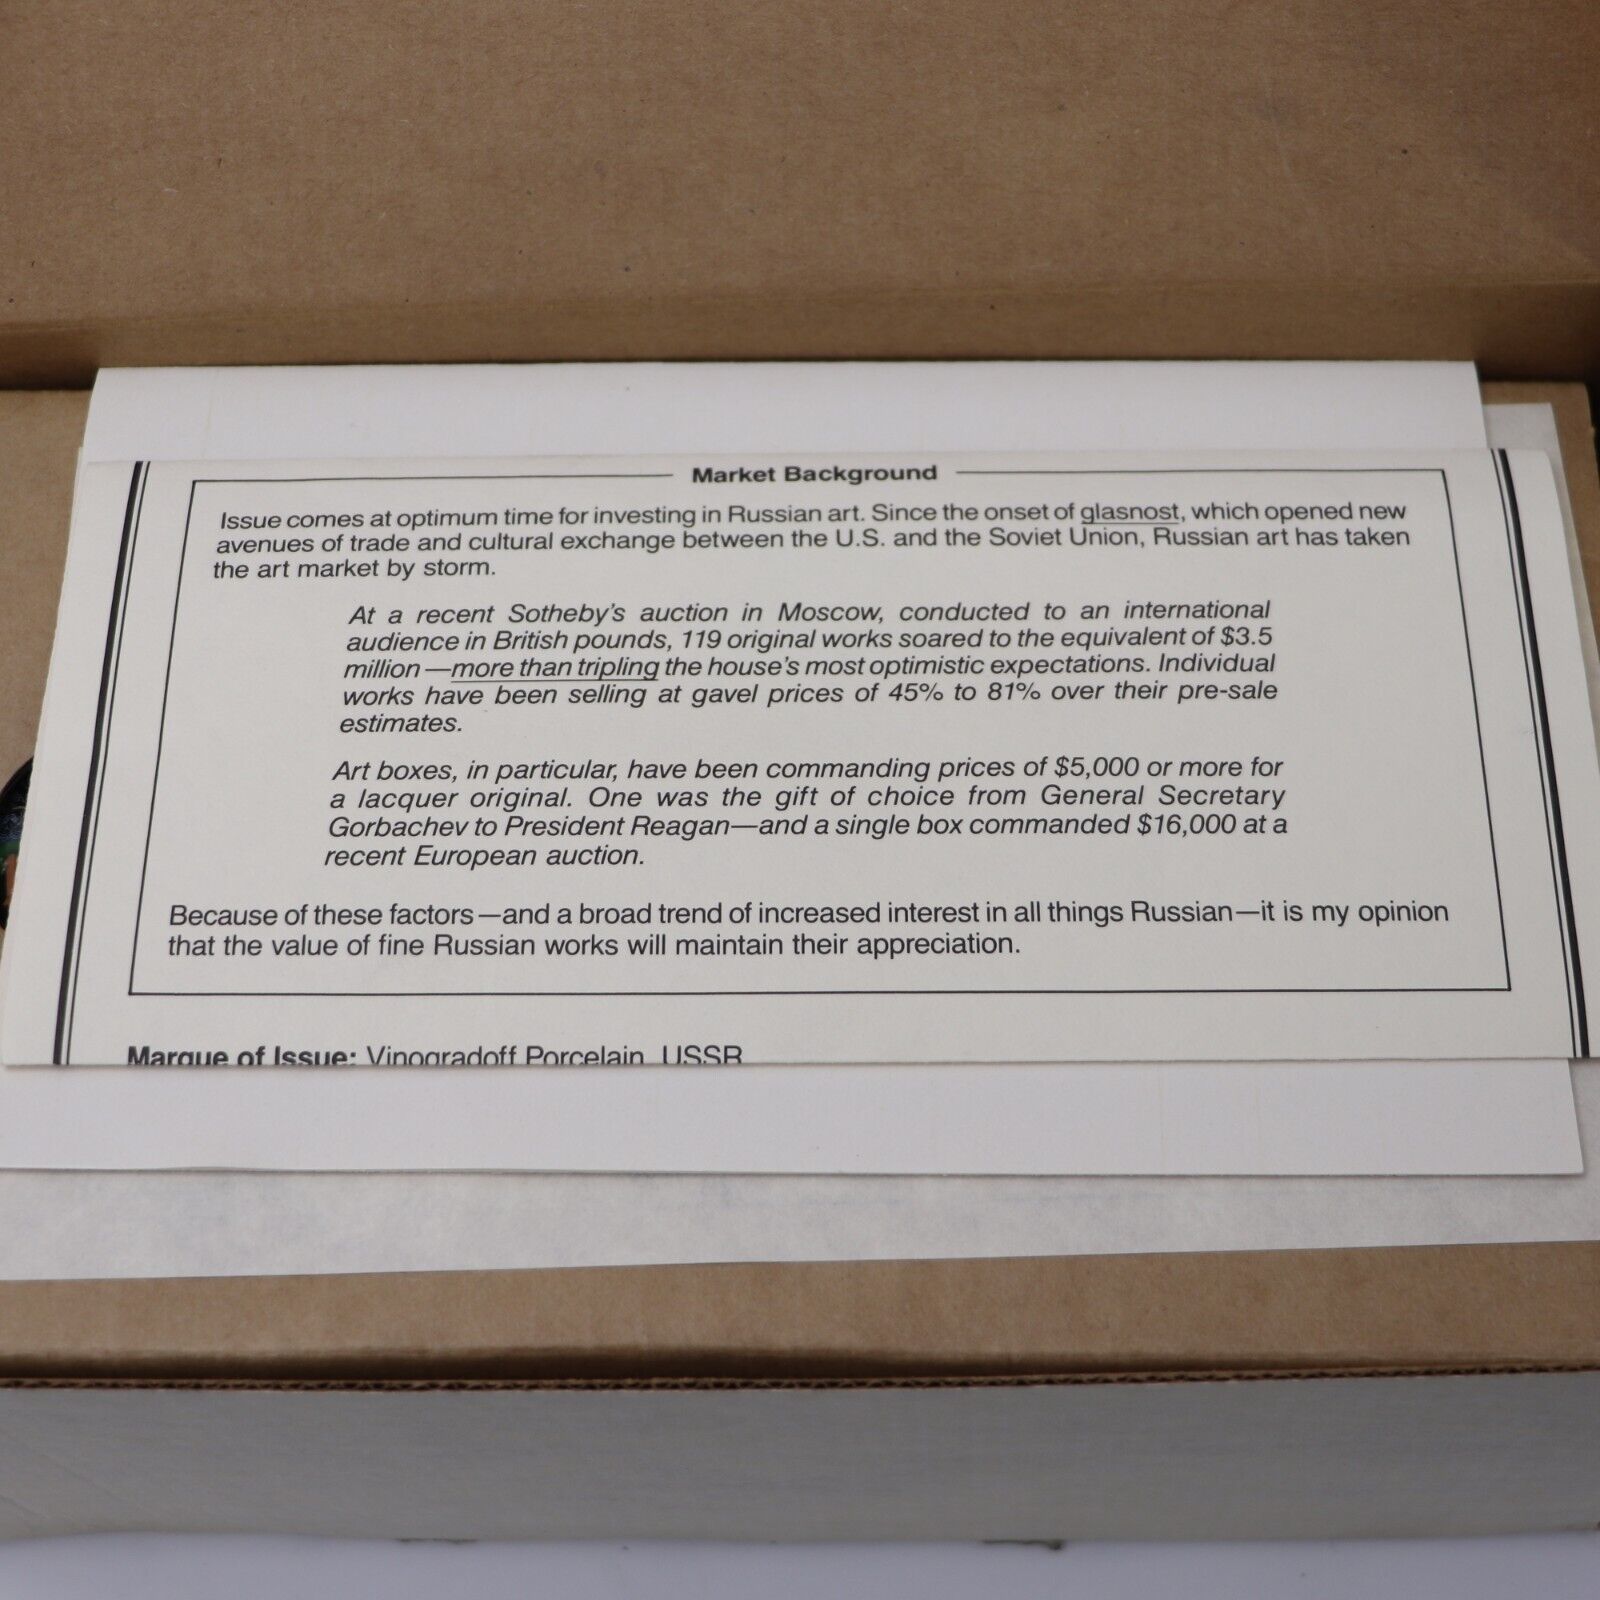 Market Background
Issue comes at optimum time for investing in Russian art. Since the onset of glasnost, which opened new
avenues of trade and cultural exchange between the U.S. and the Soviet Union, Russian art has taken
the art market by storm.
At a recent Sotheby's auction in Moscow, conducted to an international
audience in British pounds, 119 original works soared to the equivalent of $3.5
million—more than tripling the house's most optimistic expectations. Individual
works have been selling at gavel prices of 45% to 81% over their pre-sale
estimates.
Art boxes, in particular, have been commanding prices of $5,000 or more for
a lacquer original. One was the gift of choice from General Secretary
Gorbachev to President Reagan—and a single box commanded $16,000 at a
recent European auction.
Because of these factors—and a broad trend of increased interest in all things Russian—it is my opinion
that the value of fine Russian works will maintain their appreciation.
Marque of Issue: Vinogradoff Porcelain, USSR